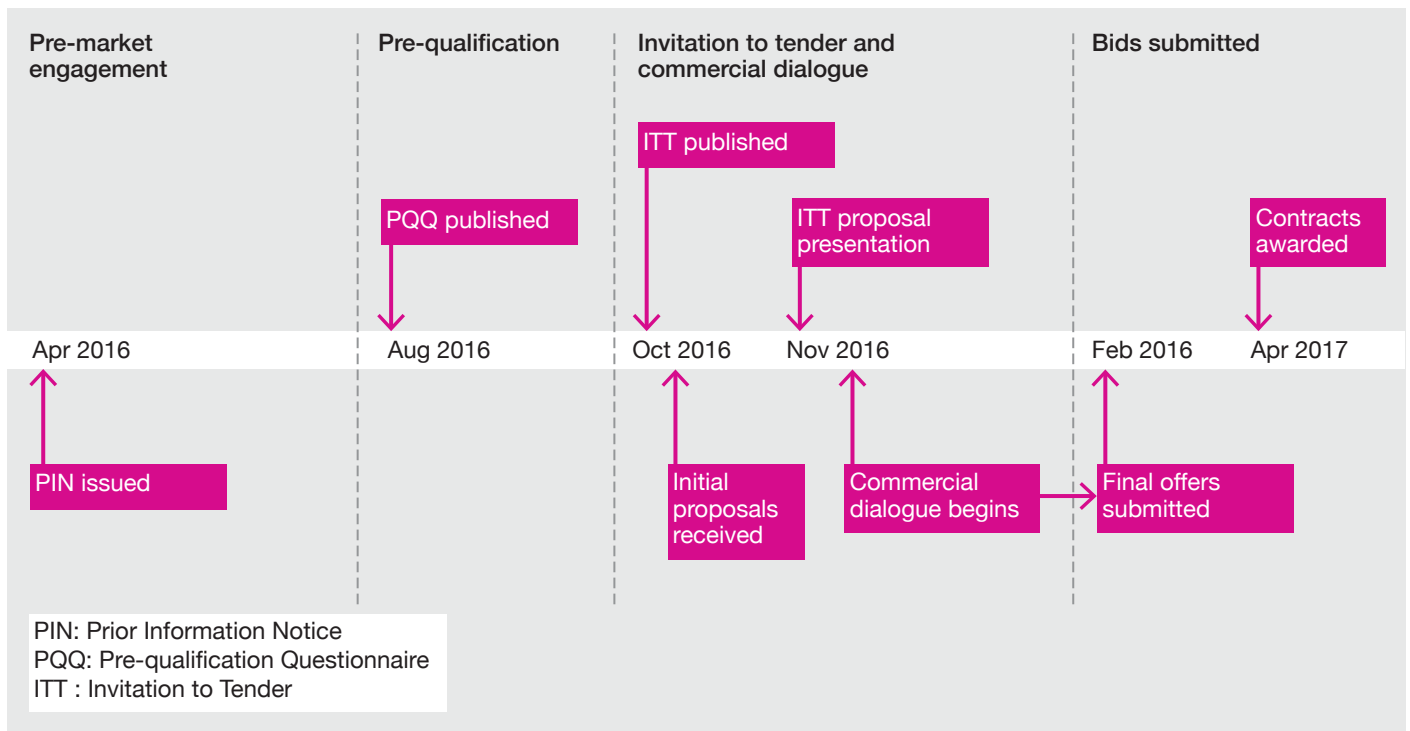 Pre-market
engagement
Pre-qualification
Invitation to tender and
commercial dialogue
Bids submitted
ITT published
PQQ published
ITT proposal
presentation
Contracts
awarded
Apr 2016
Aug 2016
Oct 2016
Nov 2016
Feb 2016
Apr 2017
PIN issued
Initial
proposals
received
Commercial
dialogue begins
Final offers
submitted
PIN: Prior Information Notice
PQQ: Pre-qualification Questionnaire
ITT : Invitation to Tender